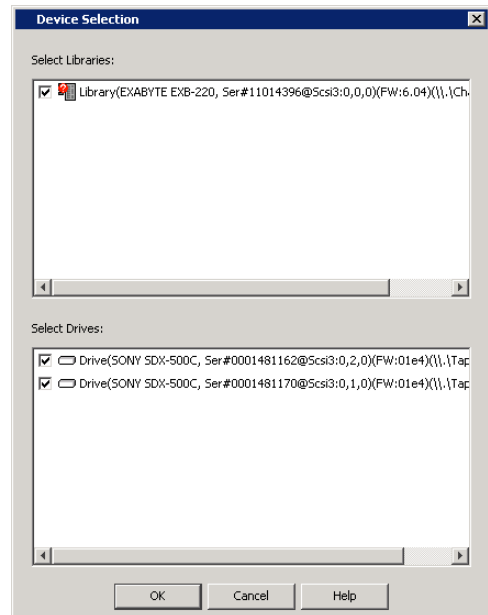 Device Selection
Select Libraries:
Library(EXABYTE EXB-220, Ser#11014396@Scsi3:0,0,0)(FW:6.04)(\\.\Cha
Select Drives:
Drive(SONY SDX-500C, Ser#0001481162@Scsi3:0,2,0)(FW:01e4)(\\.\Tap
Drive(SONY SDX-500C, Ser#0001481170@Scsi3:0,1,0)(FW:01e4)(\\.\Tap
OK
Cancel
Help